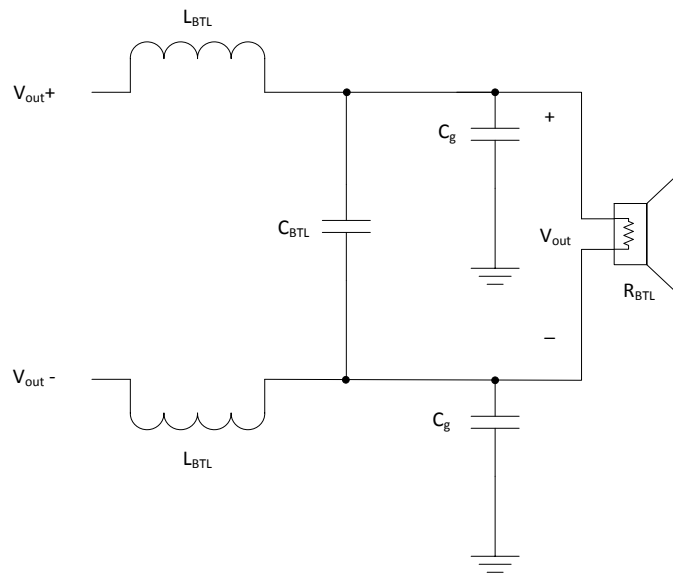 L_BTL
V_out+
C_g
+
C_BTL
V_out
R_BTL
–
V_out -
C_g
L_BTL